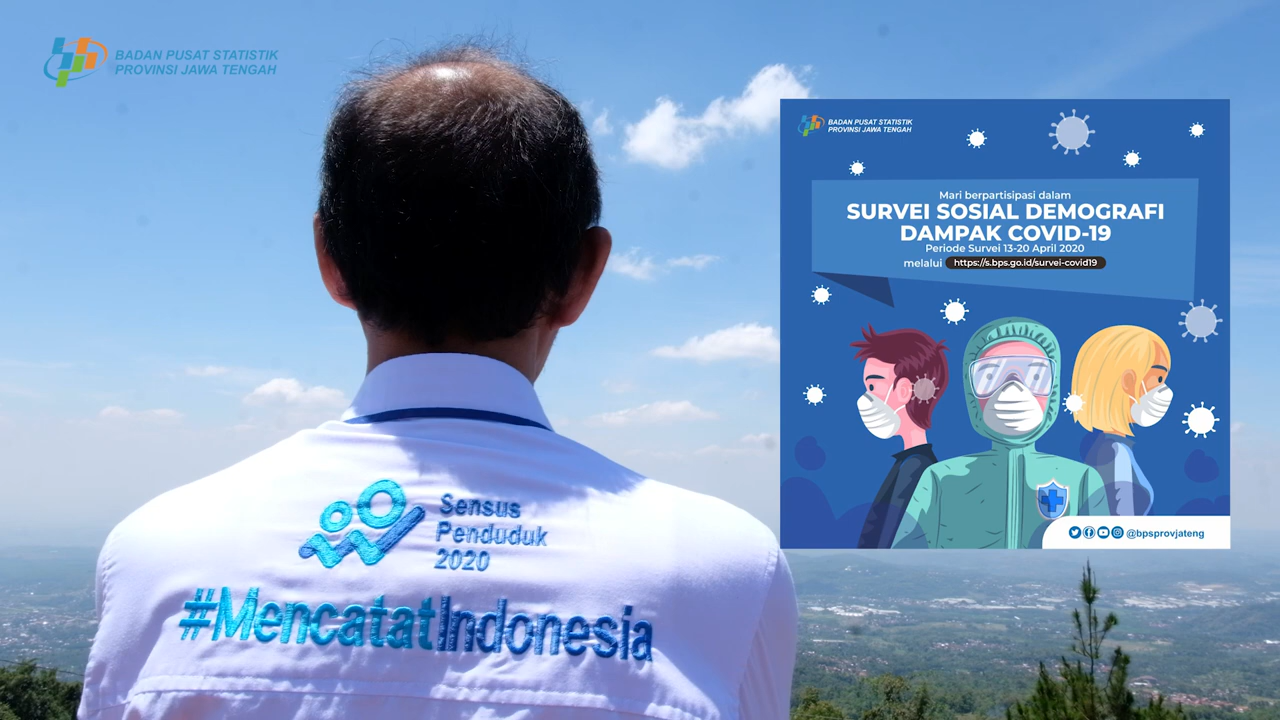 BADAN PUSAT STATISTIK
PROVINSI JAWA TENGAH
Sensus
Penduduk
2020
#MencatatIndonesia
BADAN PUSAT STATISTIK
PROVINSI JAWA TENGAH
Mari berpartisipasi dalam
SURVEI SOSIAL DEMOGRAFI
DAMPAK COVID-19
Periode Survei 13-20 April 2020
melalui https://s.bps.go.id/survei-covid19
@bpsprovjateng